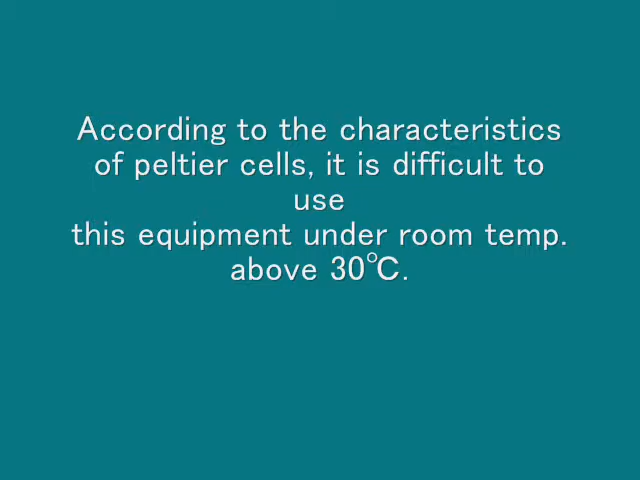 According to the characteristics
of peltier cells, it is difficult to
use
this equipment under room temp.
above 30℃.